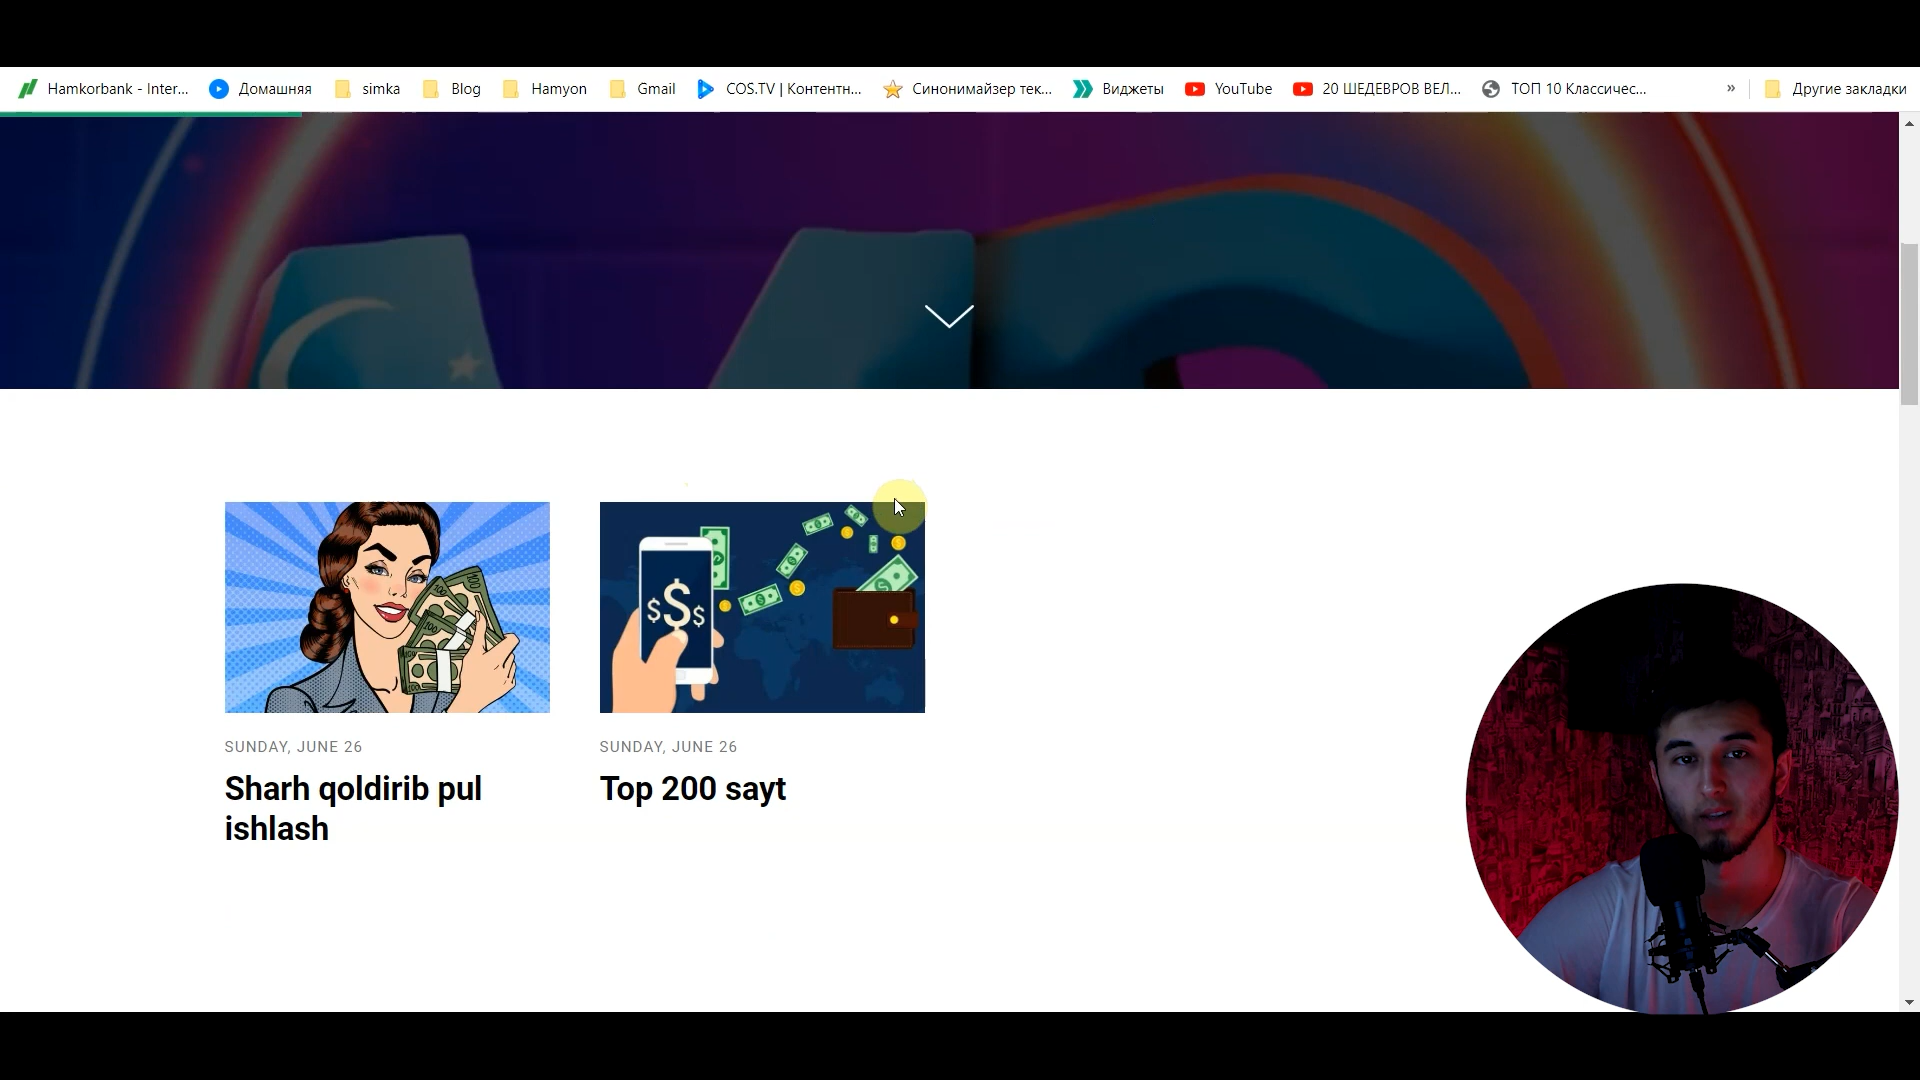 Hamkorbank - Inter... Домашняя simka Blog Hamyon Gmail COS.TV | Контентн... Синонимайзер тек... Виджеты YouTube 20 ШЕДЕВРОВ ВЕЛ... ТОП 10 Классичес... » Другие закладки
SUNDAY, JUNE 26
Sharh qoldirib pul
ishlash
SUNDAY, JUNE 26
Top 200 sayt